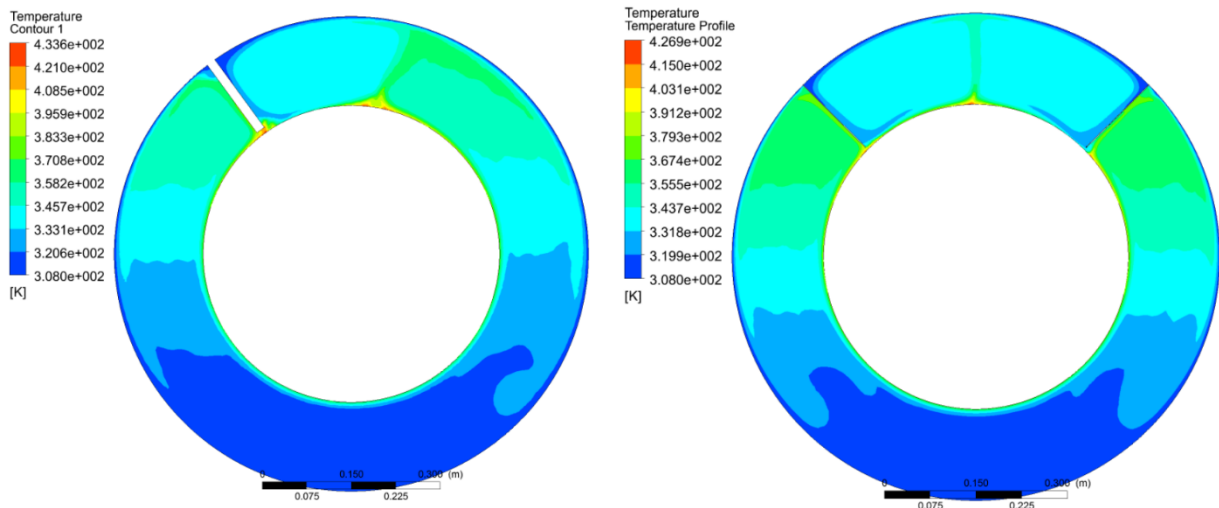 Temperature
Contour 1
4.336e+002
4.210e+002
4.085e+002
3.959e+002
3.833e+002
3.708e+002
3.582e+002
3.457e+002
3.331e+002
3.206e+002
3.080e+002
[K]
0 0.150 0.300 (m)
0.075 0.225
Temperature
Temperature Profile
4.269e+002
4.150e+002
4.031e+002
3.912e+002
3.793e+002
3.674e+002
3.555e+002
3.437e+002
3.318e+002
3.199e+002
3.080e+002
[K]
0 0.150 0.300 (m)
0.075 0.225